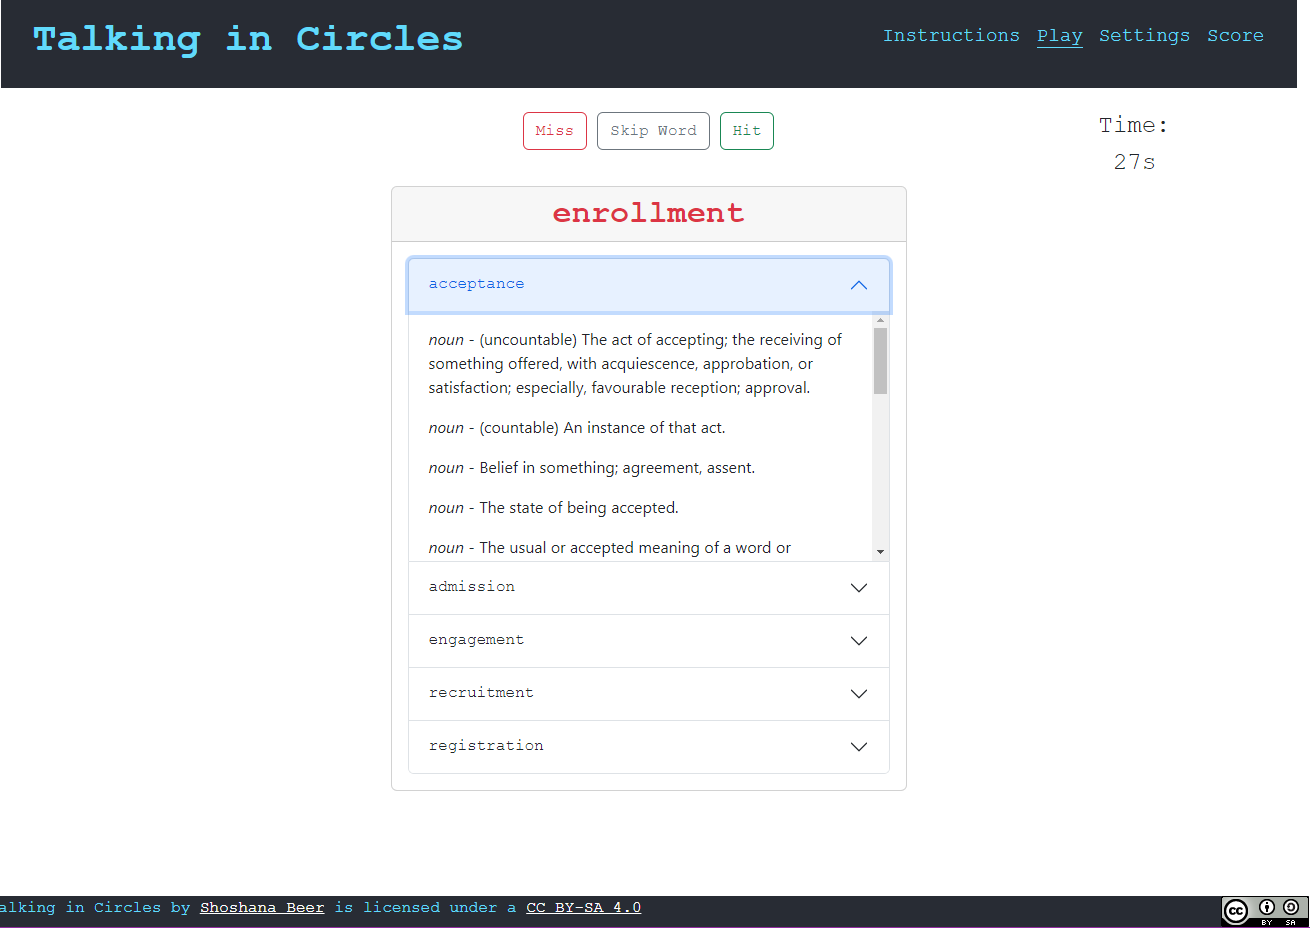 Talking in Circles
Instructions Play Settings Score
Miss Skip Word Hit
Time:
27s
enrollment
acceptance
noun - (uncountable) The act of accepting; the receiving of
something offered, with acquiescence, approbation, or
satisfaction; especially, favourable reception; approval.
noun - (countable) An instance of that act.
noun - Belief in something; agreement, assent.
noun - The state of being accepted.
noun - The usual or accepted meaning of a word or
admission
engagement
recruitment
registration
alking in Circles by Shoshana Beer is licensed under a CC BY-SA 4.0
cc BY SA